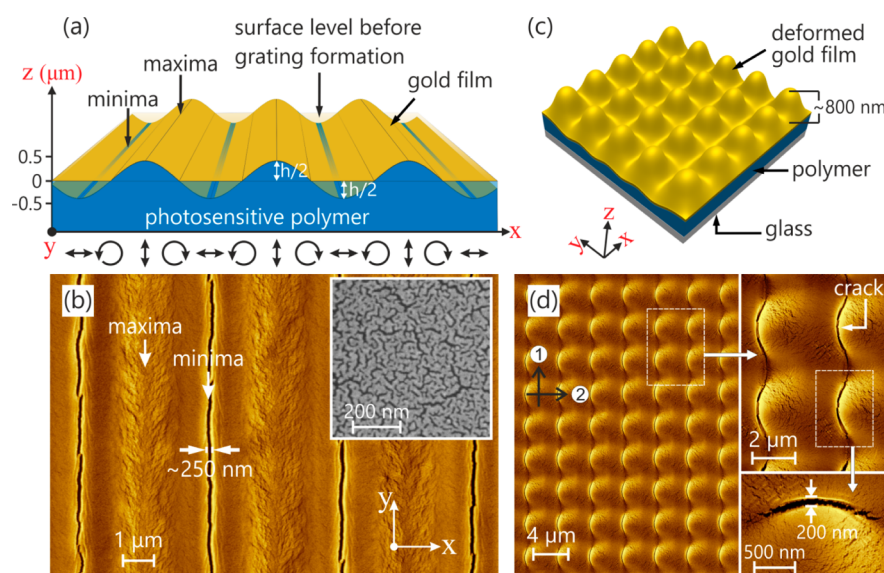 (a)
surface level before
grating formation
z (μm)
maxima
minima
gold film
0.5
0
-0.5
h/2
h/2
photosensitive polymer
y
x
(c)
deformed
gold film
~800 nm
polymer
glass
z
y
x
(b)
maxima
minima
200 nm
~250 nm
1 μm
y
x
(d)
1
2
4 μm
crack
2 μm
200 nm
500 nm